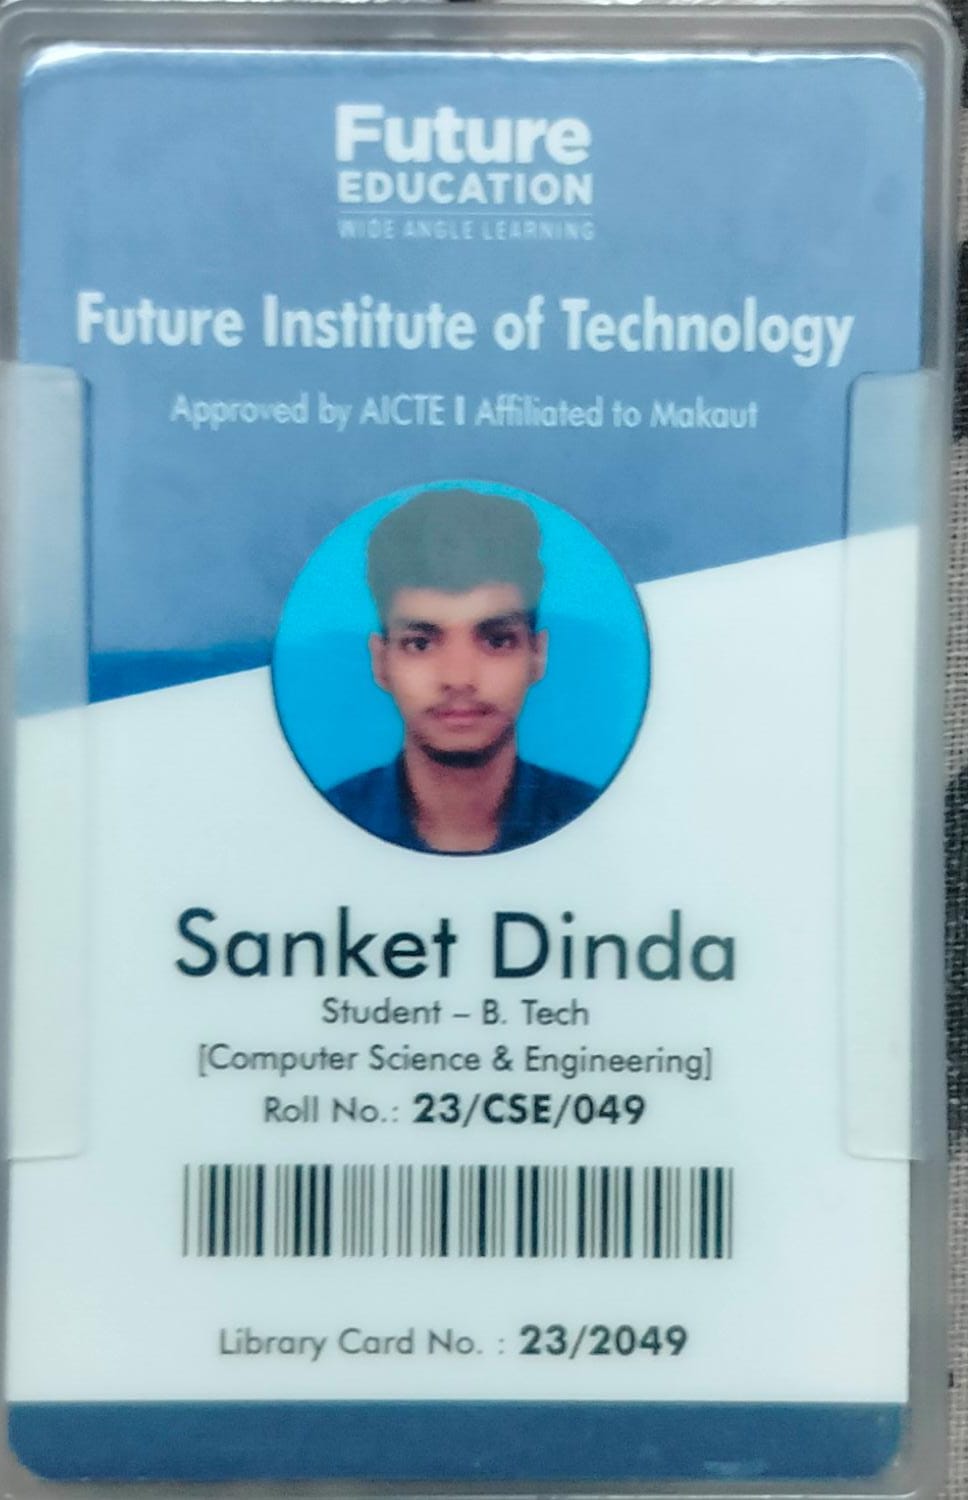 Future
EDUCATION
WIDE ANGLE LEARNING
Future Institute of Technology
Approved by AICTE I Affiliated to Makaut
Sanket Dinda
Student – B. Tech
[Computer Science & Engineering]
Roll No.: 23/CSE/049
Library Card No. : 23/2049